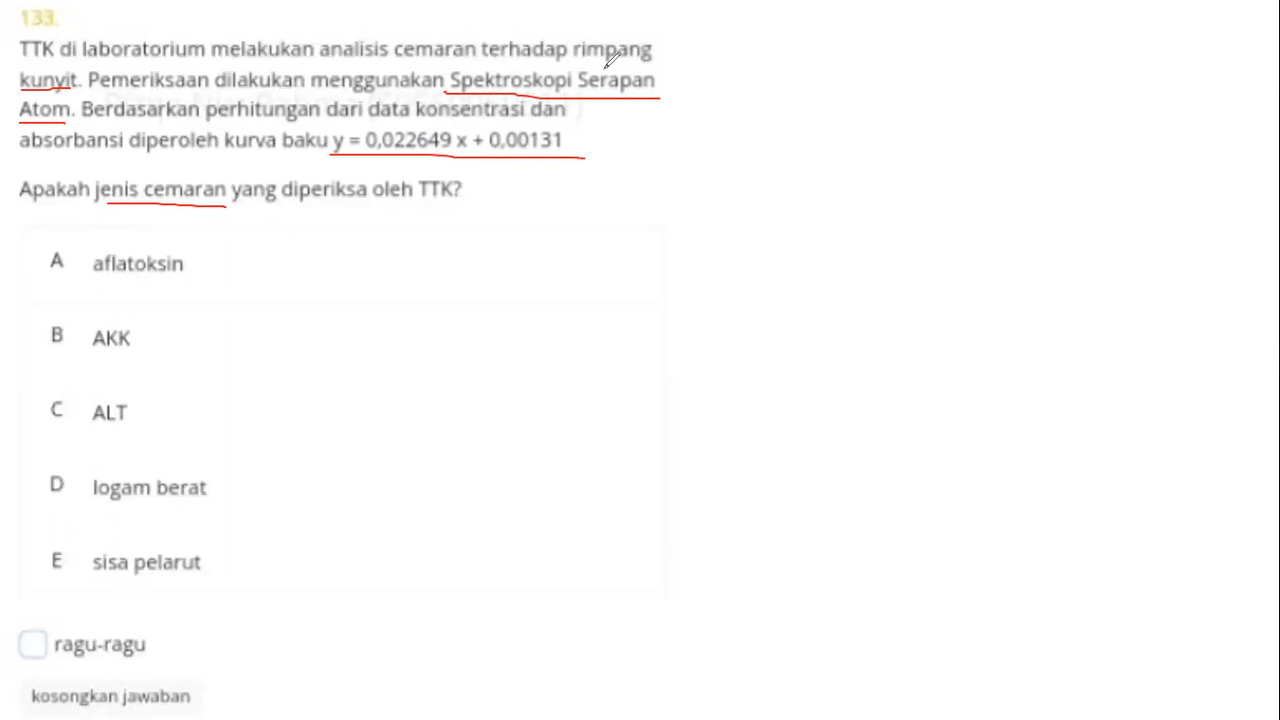 133.
TTK di laboratorium melakukan analisis cemaran terhadap rimpang
kunyit. Pemeriksaan dilakukan menggunakan Spektroskopi Serapan
Atom. Berdasarkan perhitungan dari data konsentrasi dan
absorbansi diperoleh kurva baku y = 0,022649 x + 0,00131
Apakah jenis cemaran yang diperiksa oleh TTK?
A aflatoksin
B AKK
C ALT
D logam berat
E sisa pelarut
ragu-ragu
kosongkan jawaban